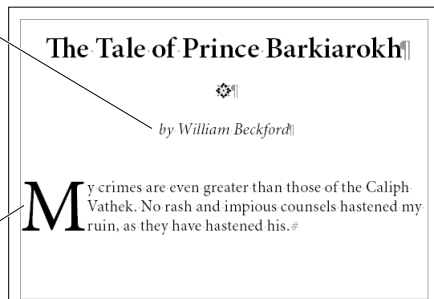 The Tale of Prince Barkiarokh¶
¶
by William Beckford¶
My crimes are even greater than those of the Caliph
Vathek. No rash and impious counsels hastened my
ruin, as they have hastened his.#